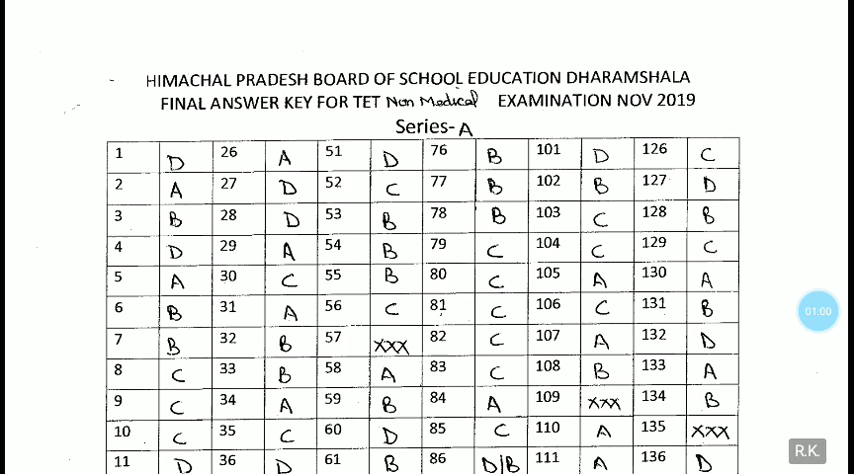 HIMACHAL PRADESH BOARD OF SCHOOL EDUCATION DHARAMSHALA
FINAL ANSWER KEY FOR TET Non Medical EXAMINATION NOV 2019
Series-A
1 D 26 A 51 D 76 B 101 D 126 C
2 A 27 D 52 C 77 B 102 B 127 D
3 B 28 D 53 B 78 B 103 C 128 B
4 D 29 A 54 B 79 C 104 C 129 C
5 A 30 C 55 B 80 C 105 A 130 A
6 B 31 A 56 C 81 C 106 C 131 B
7 B 32 B 57 XXX 82 C 107 A 132 D
8 C 33 B 58 A 83 C 108 B 133 A
9 C 34 A 59 B 84 A 109 XXX 134 B
10 C 35 C 60 D 85 C 110 A 135 XXX
11 D 36 D 61 B 86 D/B 111 A 136 D
01:00
R.K.